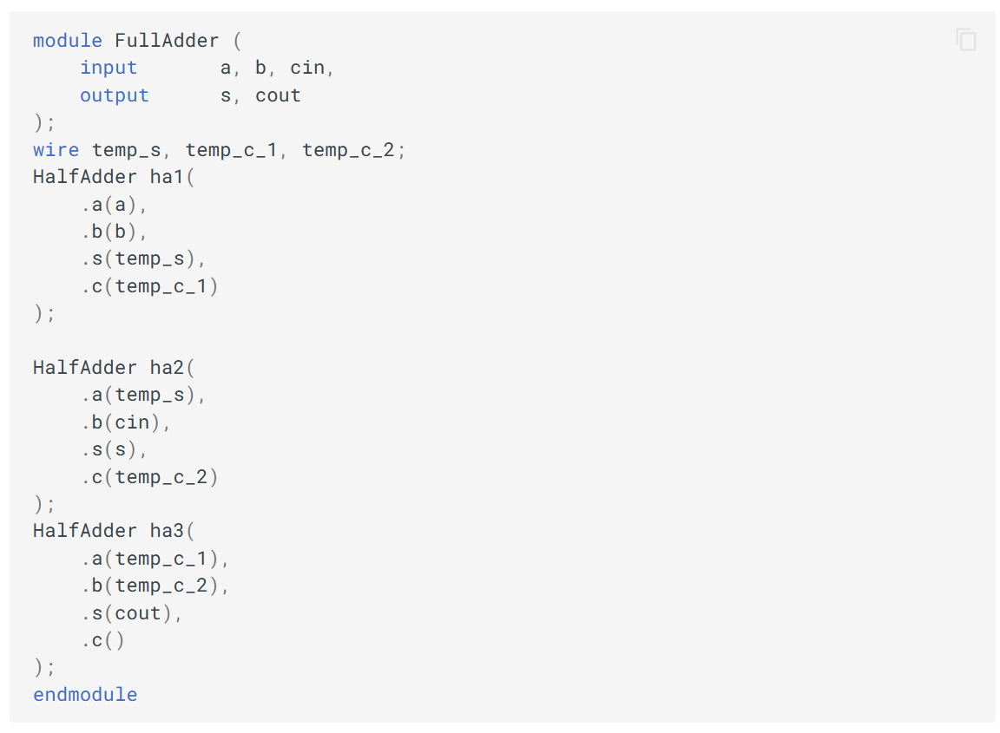 module FullAdder (
    input       a, b, cin,
    output      s, cout
);
wire temp_s, temp_c_1, temp_c_2;
HalfAdder ha1(
    .a(a),
    .b(b),
    .s(temp_s),
    .c(temp_c_1)
);

HalfAdder ha2(
    .a(temp_s),
    .b(cin),
    .s(s),
    .c(temp_c_2)
);
HalfAdder ha3(
    .a(temp_c_1),
    .b(temp_c_2),
    .s(cout),
    .c()
);
endmodule